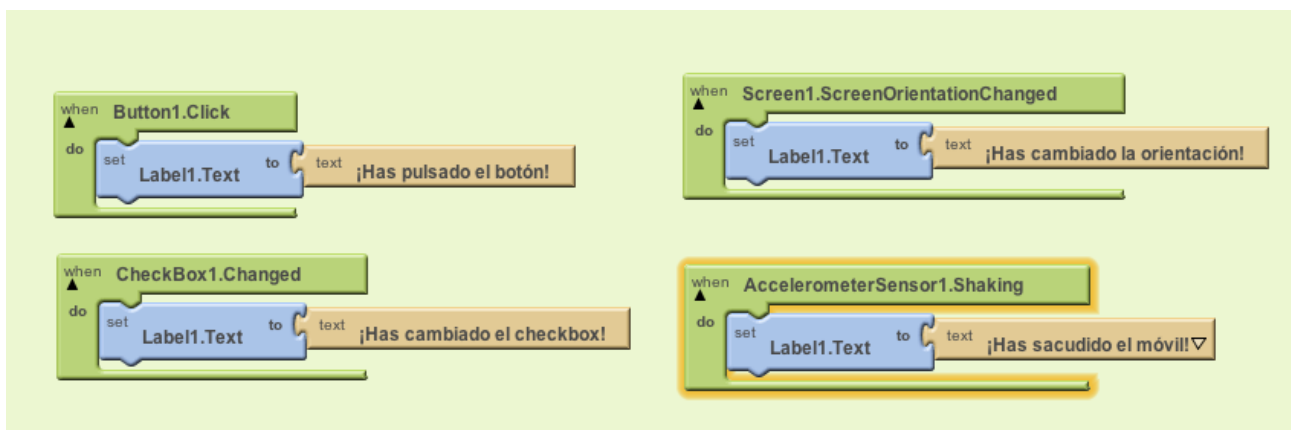 when Button1.Click
do set Label1.Text to text ¡Has pulsado el botón!
when Screen1.ScreenOrientationChanged
do set Label1.Text to text ¡Has cambiado la orientación!
when CheckBox1.Changed
do set Label1.Text to text ¡Has cambiado el checkbox!
when AccelerometerSensor1.Shaking
do set Label1.Text to text ¡Has sacudido el móvil!